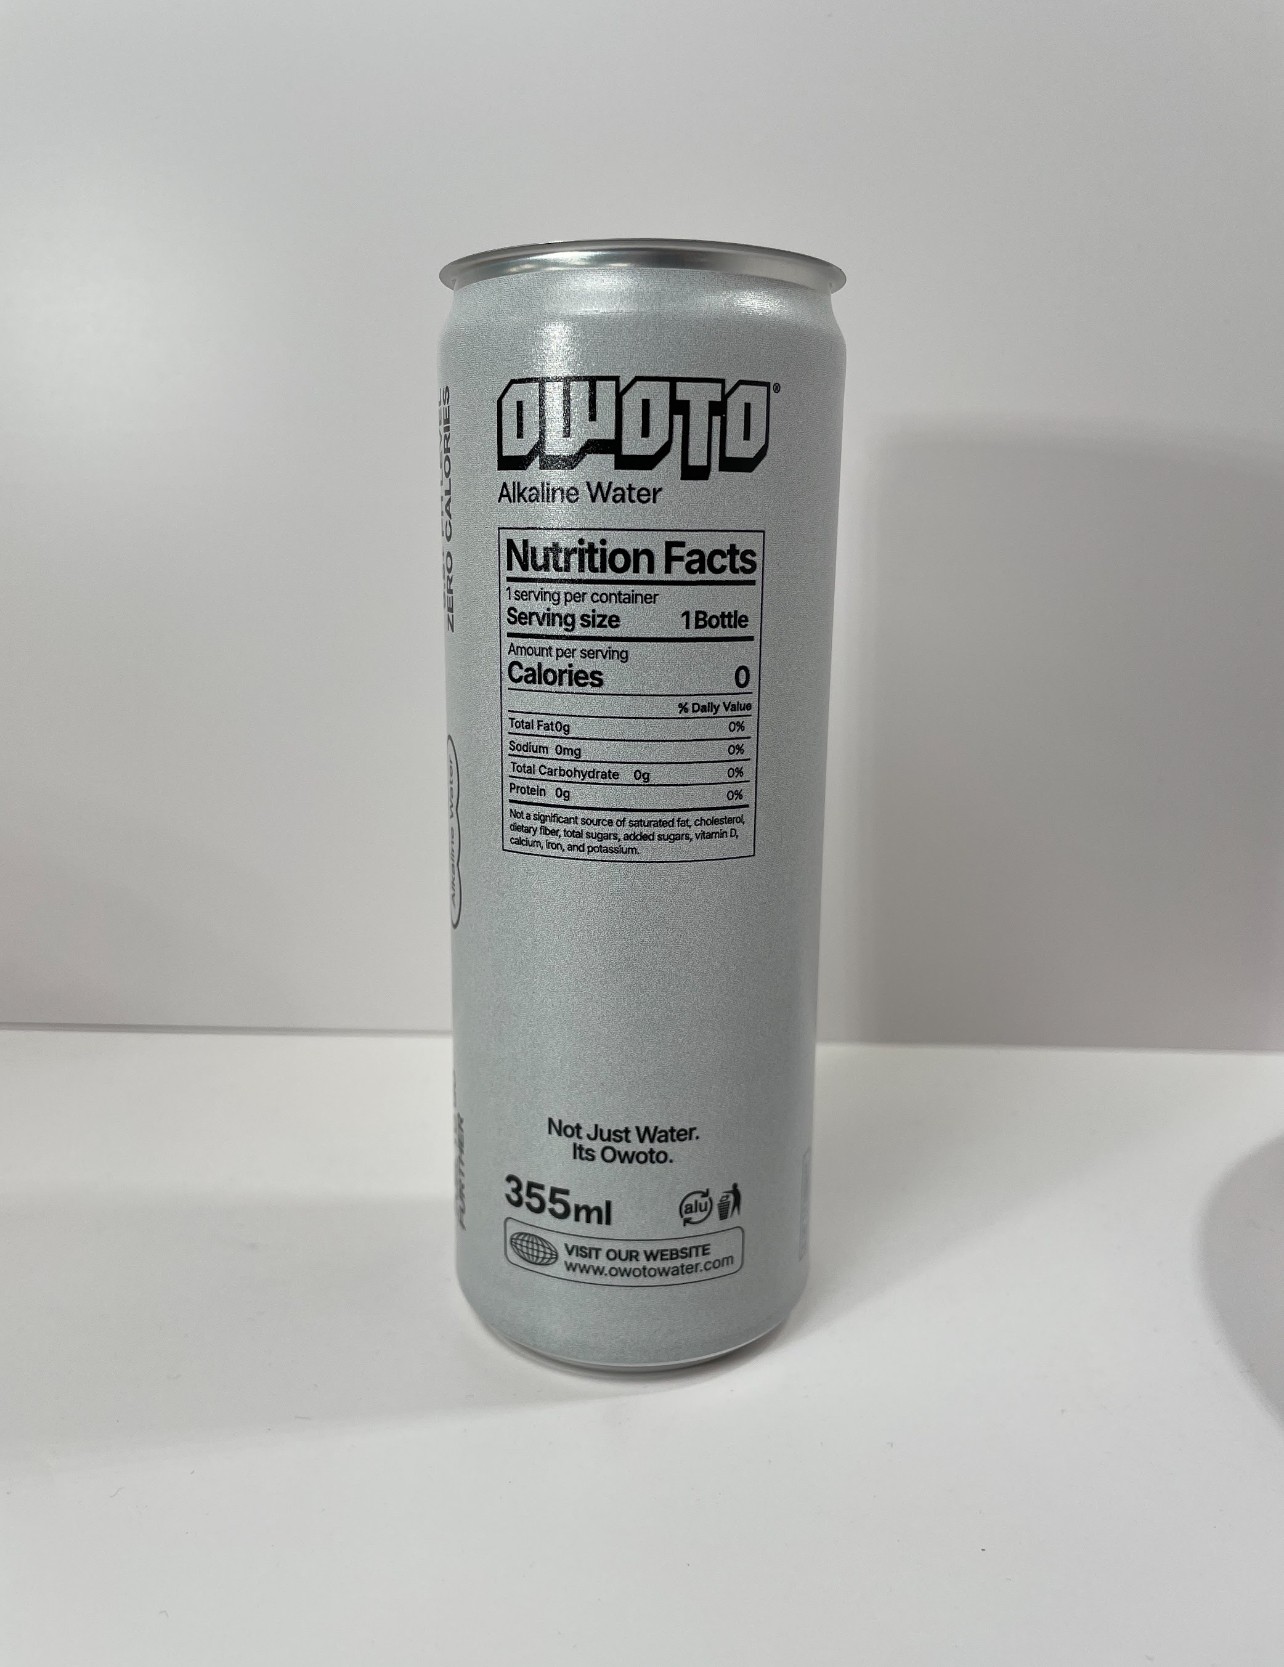 OWOTO®
Alkaline Water
Nutrition Facts
1 serving per container
Serving size 1 Bottle
Amount per serving
Calories 0
% Daily Value
Total Fat0g 0%
Sodium 0mg 0%
Total Carbohydrate 0g 0%
Protein 0g 0%
Not a significant source of saturated fat, cholesterol,
dietary fiber, total sugars, added sugars, vitamin D,
calcium, iron, and potassium.
Not Just Water.
Its Owoto.
355ml
alu
VISIT OUR WEBSITE
www.owotowater.com
ZERO CALORIES
Alkaline Water
FURTHER